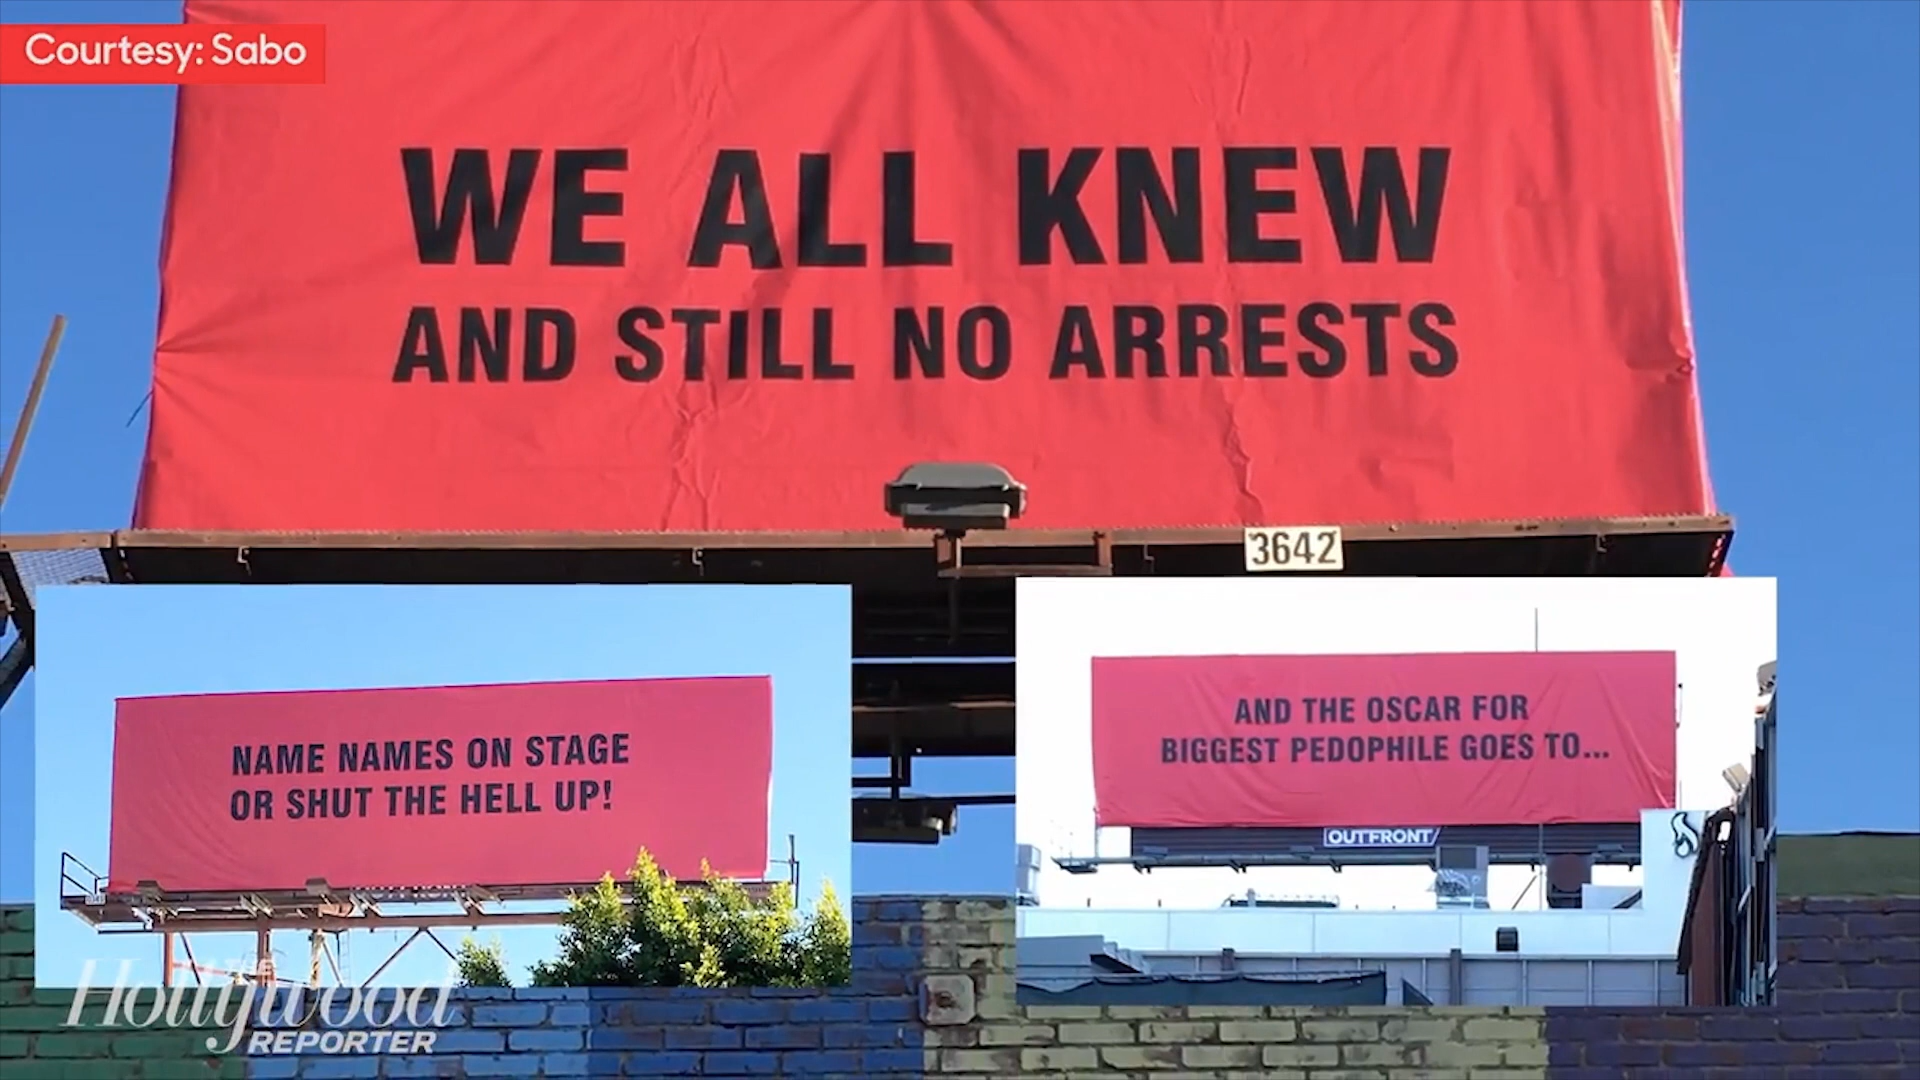 Courtesy: Sabo
WE ALL KNEW
AND STILL NO ARRESTS
3642
NAME NAMES ON STAGE
OR SHUT THE HELL UP!
AND THE OSCAR FOR
BIGGEST PEDOPHILE GOES TO...
OUTFRONT
The
Hollywood
REPORTER